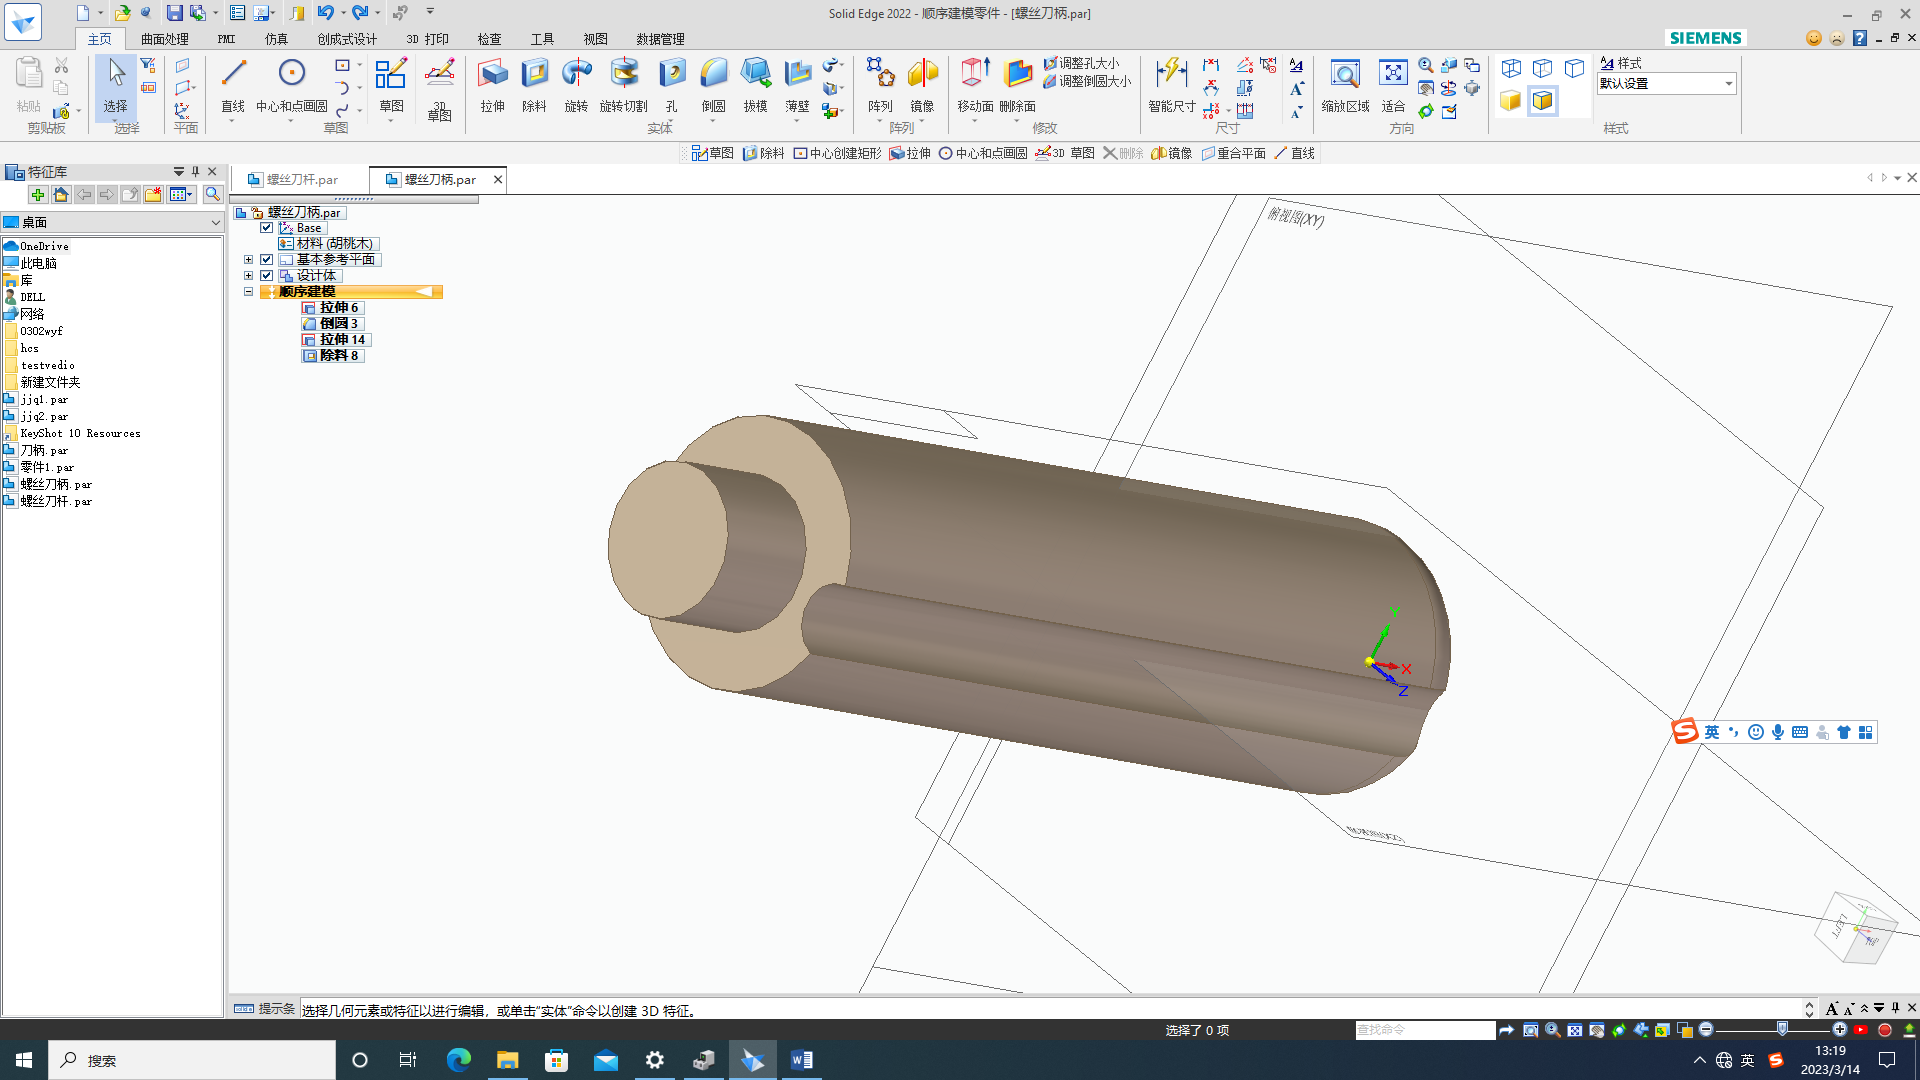 Solid Edge 2022 - 顺序建模零件 - [螺丝刀柄.par]
主页 曲面处理 PMI 仿真 创成式设计 3D 打印 检查 工具 视图 数据管理
SIEMENS
粘贴 选择 直线 中心和点画圆 草图 3D 草图 拉伸 除料 旋转 旋转切割 孔 倒圆 拔模 薄壁 阵列 镜像 移动面 删除面 调整孔大小 调整倒圆大小 智能尺寸 缩放区域 适合 样式 默认设置
剪贴板 选择 平面 草图 实体 阵列 修改 尺寸 方向 样式
草图 除料 中心创建矩形 拉伸 中心和点画圆 3D 草图 删除 镜像 重合平面 直线
特征库
螺丝刀杆.par 螺丝刀柄.par
桌面
OneDrive
此电脑
库
DELL
网络
0302wyf
hcs
testvedio
新建文件夹
jjq1.par
jjq2.par
KeyShot 10 Resources
刀柄.par
零件1.par
螺丝刀柄.par
螺丝刀杆.par
螺丝刀柄.par
Base
材料 (胡桃木)
基本参考平面
设计体
顺序建模
拉伸 6
倒圆 3
拉伸 14
除料 8
俯视图(XY)
Y
X
Z
英
LEFT
提示条
选择几何元素或特征以进行编辑，或单击“实体”命令以创建 3D 特征。
选择了 0 项
查找命令
搜索
英
13:19
2023/3/14